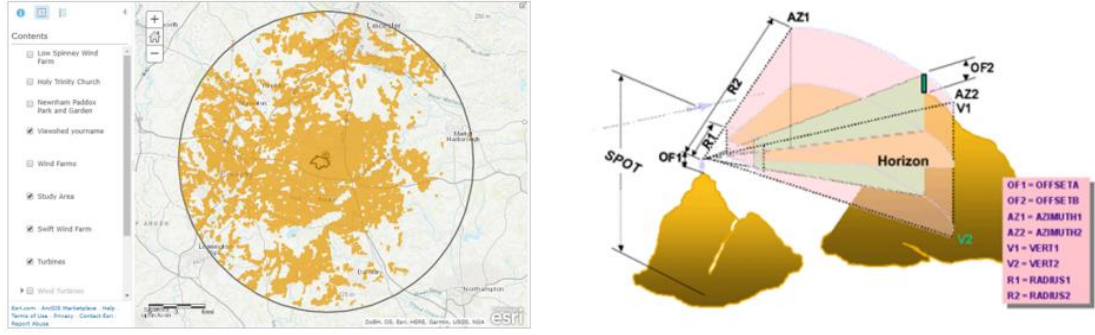 Contents
Low Spinney Wind
Farm
Holy Trinity Church
Newnham Paddox
Park and Garden
Viewshed yourname
Wind Farms
Study Area
Swift Wind Farm
Turbines
Wind Turbines
Esri.com · ArcGIS Marketplace · Help
Terms of Use · Privacy · Contact Esri
Report Abuse
+
−
Leicester
Market
Harborough
Daventry
Northampton
esri
AZ1
R2
OF2
AZ2
V1
R1
OF1
SPOT
Horizon
V2
OF1 = OFFSETA
OF2 = OFFSETB
AZ1 = AZIMUTH1
AZ2 = AZIMUTH2
V1 = VERT1
V2 = VERT2
R1 = RADIUS1
R2 = RADIUS2